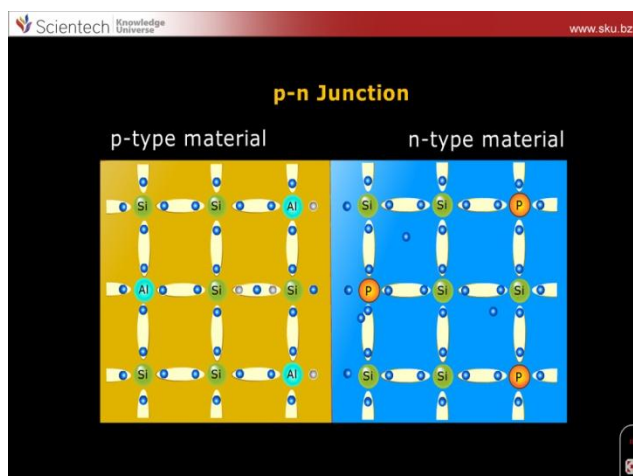 Scientech Knowledge Universe
www.sku.bz
p-n Junction
p-type material
n-type material
Si Si Al Si Si P
Al Si Si P Si Si
Si Si Al Si Si P